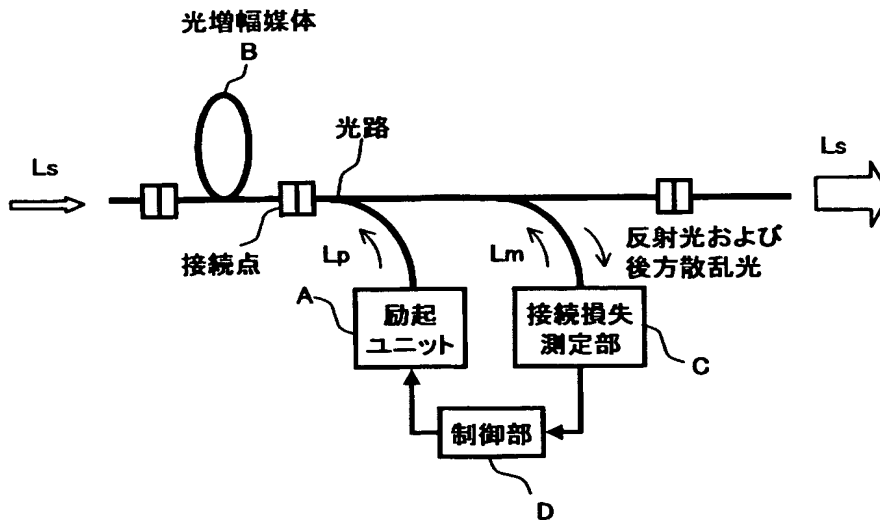 光増幅媒体
B
光路
Ls
Ls
接続点
Lp
Lm
反射光および
後方散乱光
A
励起
ユニット
接続損失
測定部
C
制御部
D